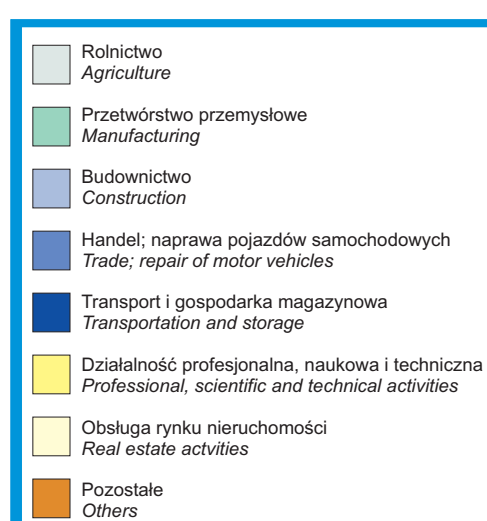 Rolnictwo
Agriculture
Przetwórstwo przemysłowe
Manufacturing
Budownictwo
Construction
Handel; naprawa pojazdów samochodowych
Trade; repair of motor vehicles
Transport i gospodarka magazynowa
Transportation and storage
Działalność profesjonalna, naukowa i techniczna
Professional, scientific and technical activities
Obsługa rynku nieruchomości
Real estate actvities
Pozostałe
Others